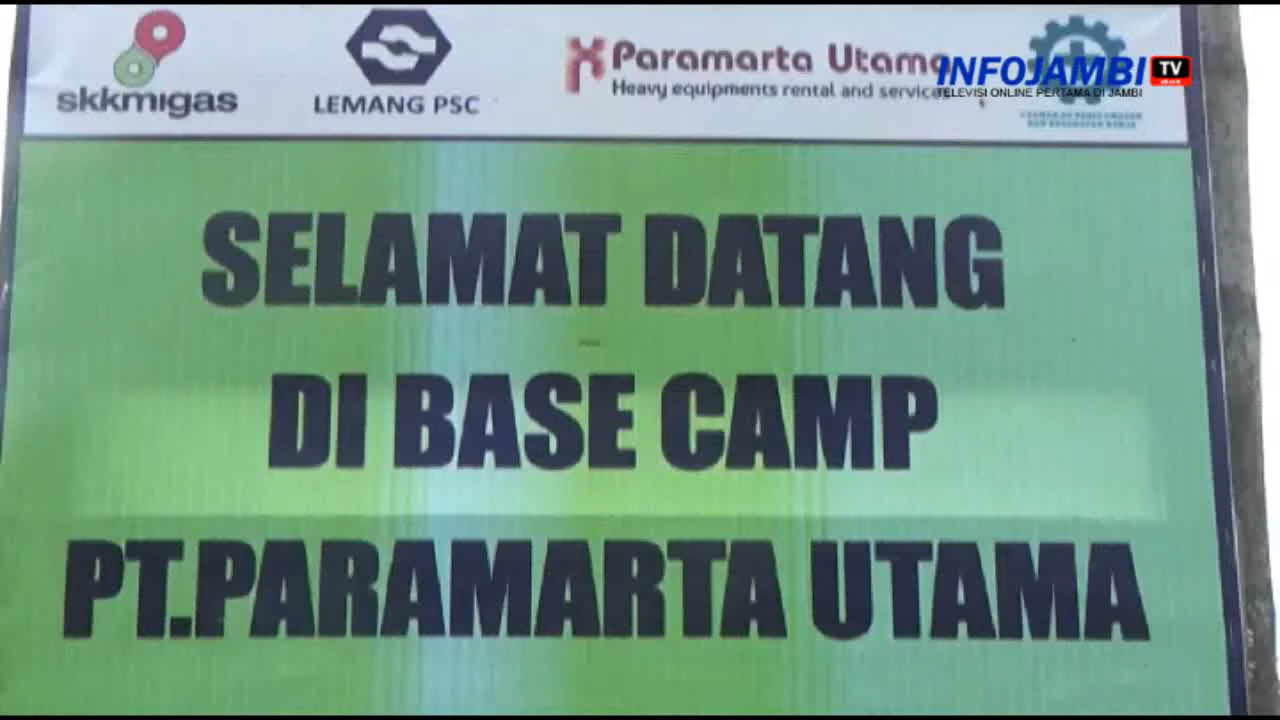 skkmigas
LEMANG PSC
Paramarta Utama
Heavy equipments rental and services
INFOJAMBI TV
TELEVISI ONLINE PERTAMA DI JAMBI
SELAMAT DATANG
DI BASE CAMP
PT.PARAMARTA UTAMA